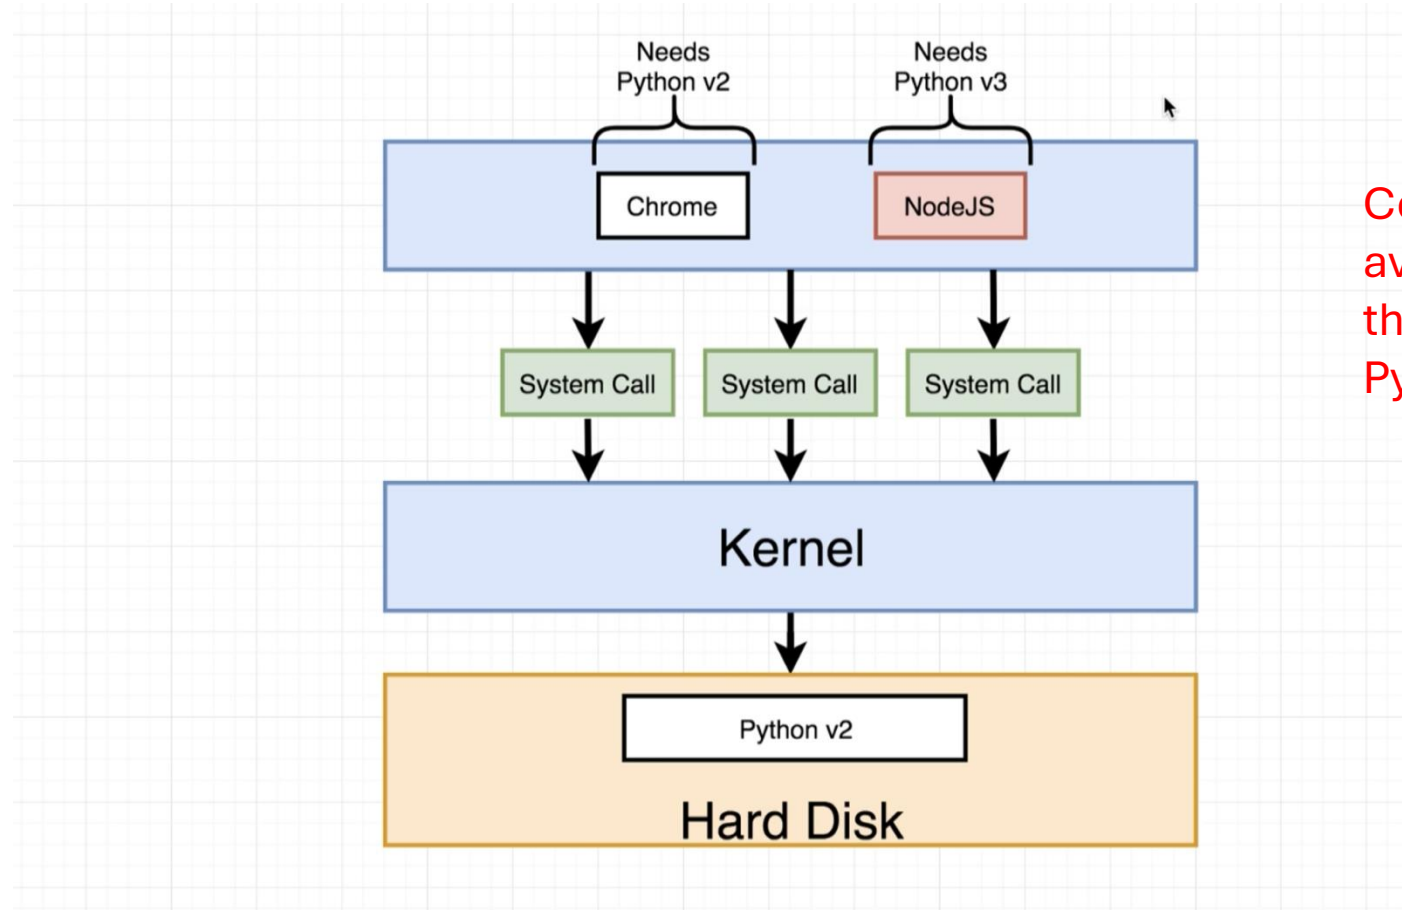 Needs
Python v2
Needs
Python v3
Chrome
NodeJS
System Call
System Call
System Call
Kernel
Python v2
Hard Disk